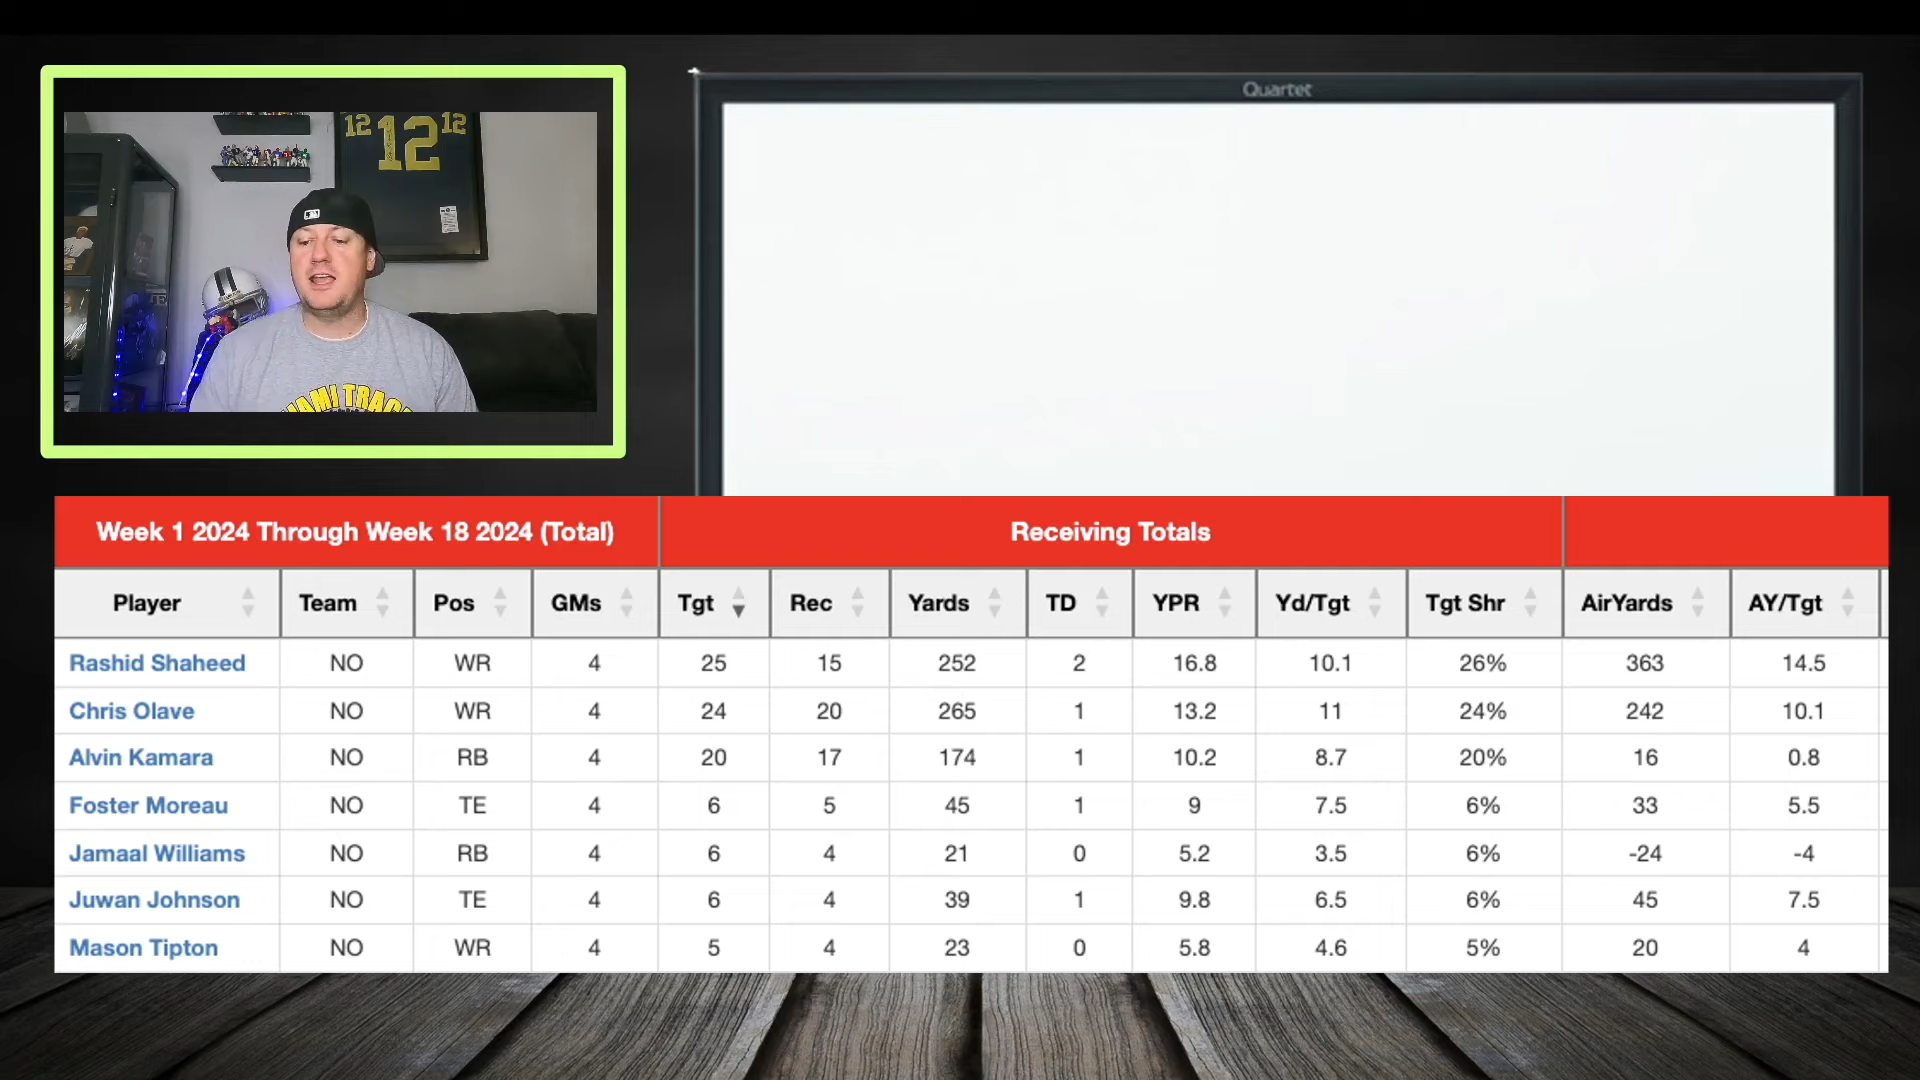 Quartet
12 12 12
AMI TRAC
Week 1 2024 Through Week 18 2024 (Total) Receiving Totals
Player Team Pos GMs Tgt Rec Yards TD YPR Yd/Tgt Tgt Shr AirYards AY/Tgt
Rashid Shaheed NO WR 4 25 15 252 2 16.8 10.1 26% 363 14.5
Chris Olave NO WR 4 24 20 265 1 13.2 11 24% 242 10.1
Alvin Kamara NO RB 4 20 17 174 1 10.2 8.7 20% 16 0.8
Foster Moreau NO TE 4 6 5 45 1 9 7.5 6% 33 5.5
Jamaal Williams NO RB 4 6 4 21 0 5.2 3.5 6% -24 -4
Juwan Johnson NO TE 4 6 4 39 1 9.8 6.5 6% 45 7.5
Mason Tipton NO WR 4 5 4 23 0 5.8 4.6 5% 20 4